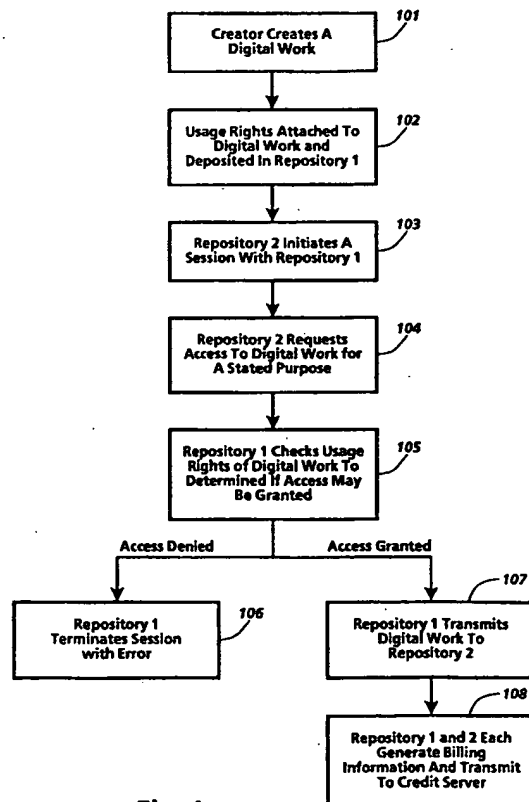 101
Creator Creates A
Digital Work
102
Usage Rights Attached To
Digital Work and
Deposited In Repository 1
103
Repository 2 Initiates A
Session With Repository 1
104
Repository 2 Requests
Access To Digital Work for
A Stated Purpose
105
Repository 1 Checks Usage
Rights of Digital Work To
Determined If Access May
Be Granted
Access Denied
Access Granted
106
Repository 1
Terminates Session
with Error
107
Repository 1 Transmits
Digital Work To
Repository 2
108
Repository 1 and 2 Each
Generate Billing
Information And Transmit
To Credit Server